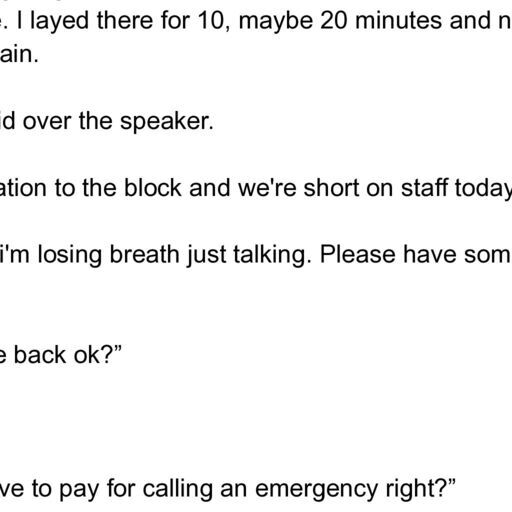 . I layed there for 10, maybe 20 minutes and n
ain.
id over the speaker.
ation to the block and we're short on staff today
i'm losing breath just talking. Please have som
e back ok?”
ve to pay for calling an emergency right?”